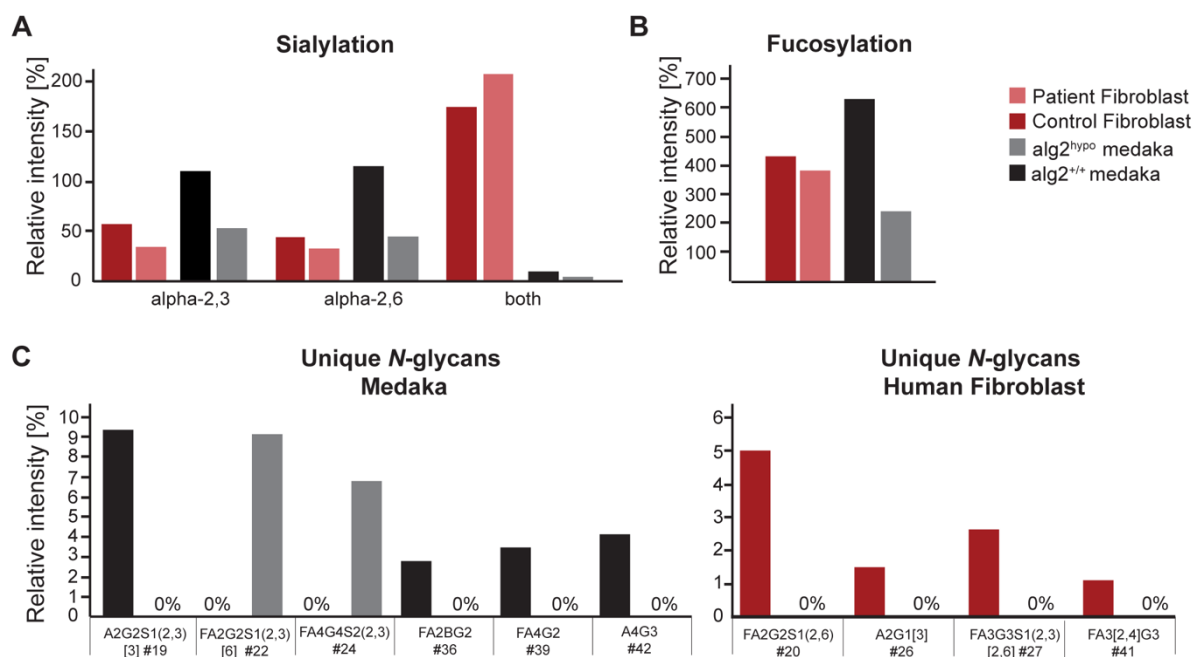 A
Sialylation
Relative intensity [%]
200
150
100
50
0
alpha-2,3 alpha-2,6 both
B
Fucosylation
Relative intensity [%]
700
600
500
400
300
200
100
Patient Fibroblast
Control Fibroblast
alg2hypo medaka
alg2+/+ medaka
C
Unique N-glycans
Medaka
Relative intensity [%]
10
9
8
7
6
5
4
3
2
1
0
0% 0% 0% 0% 0% 0%
A2G2S1(2,3) FA2G2S1(2,3) FA4G4S2(2,3) FA2BG2 FA4G2 A4G3
[3] #19 [6] #22 #24 #36 #39 #42
Unique N-glycans
Human Fibroblast
Relative intensity [%]
6
5
4
3
2
1
0
0% 0% 0% 0%
FA2G2S1(2,6) A2G1[3] FA3G3S1(2,3) FA3[2,4]G3
#20 #26 [2,6] #27 #41